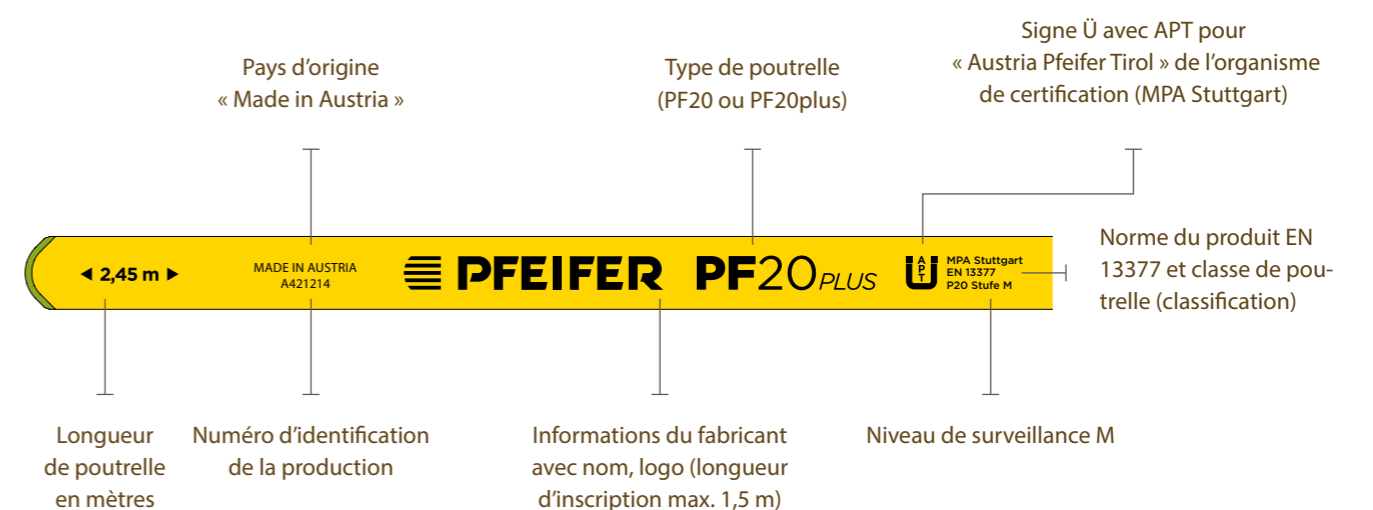 Signe Ü avec APT pour
« Austria Pfeifer Tirol » de l’organisme
de certification (MPA Stuttgart)
Pays d’origine
« Made in Austria »
Type de poutrelle
(PF20 ou PF20plus)
Norme du produit EN
13377 et classe de pou-
trelle (classification)
◄ 2,45 m ►
MADE IN AUSTRIA
A421214
PFEIFER
PF20 PLUS
Ü
APT
MPA Stuttgart
EN 13377
P20 Stufe M
Longueur
de poutrelle
en mètres
Numéro d’identification
de la production
Informations du fabricant
avec nom, logo (longueur
d’inscription max. 1,5 m)
Niveau de surveillance M